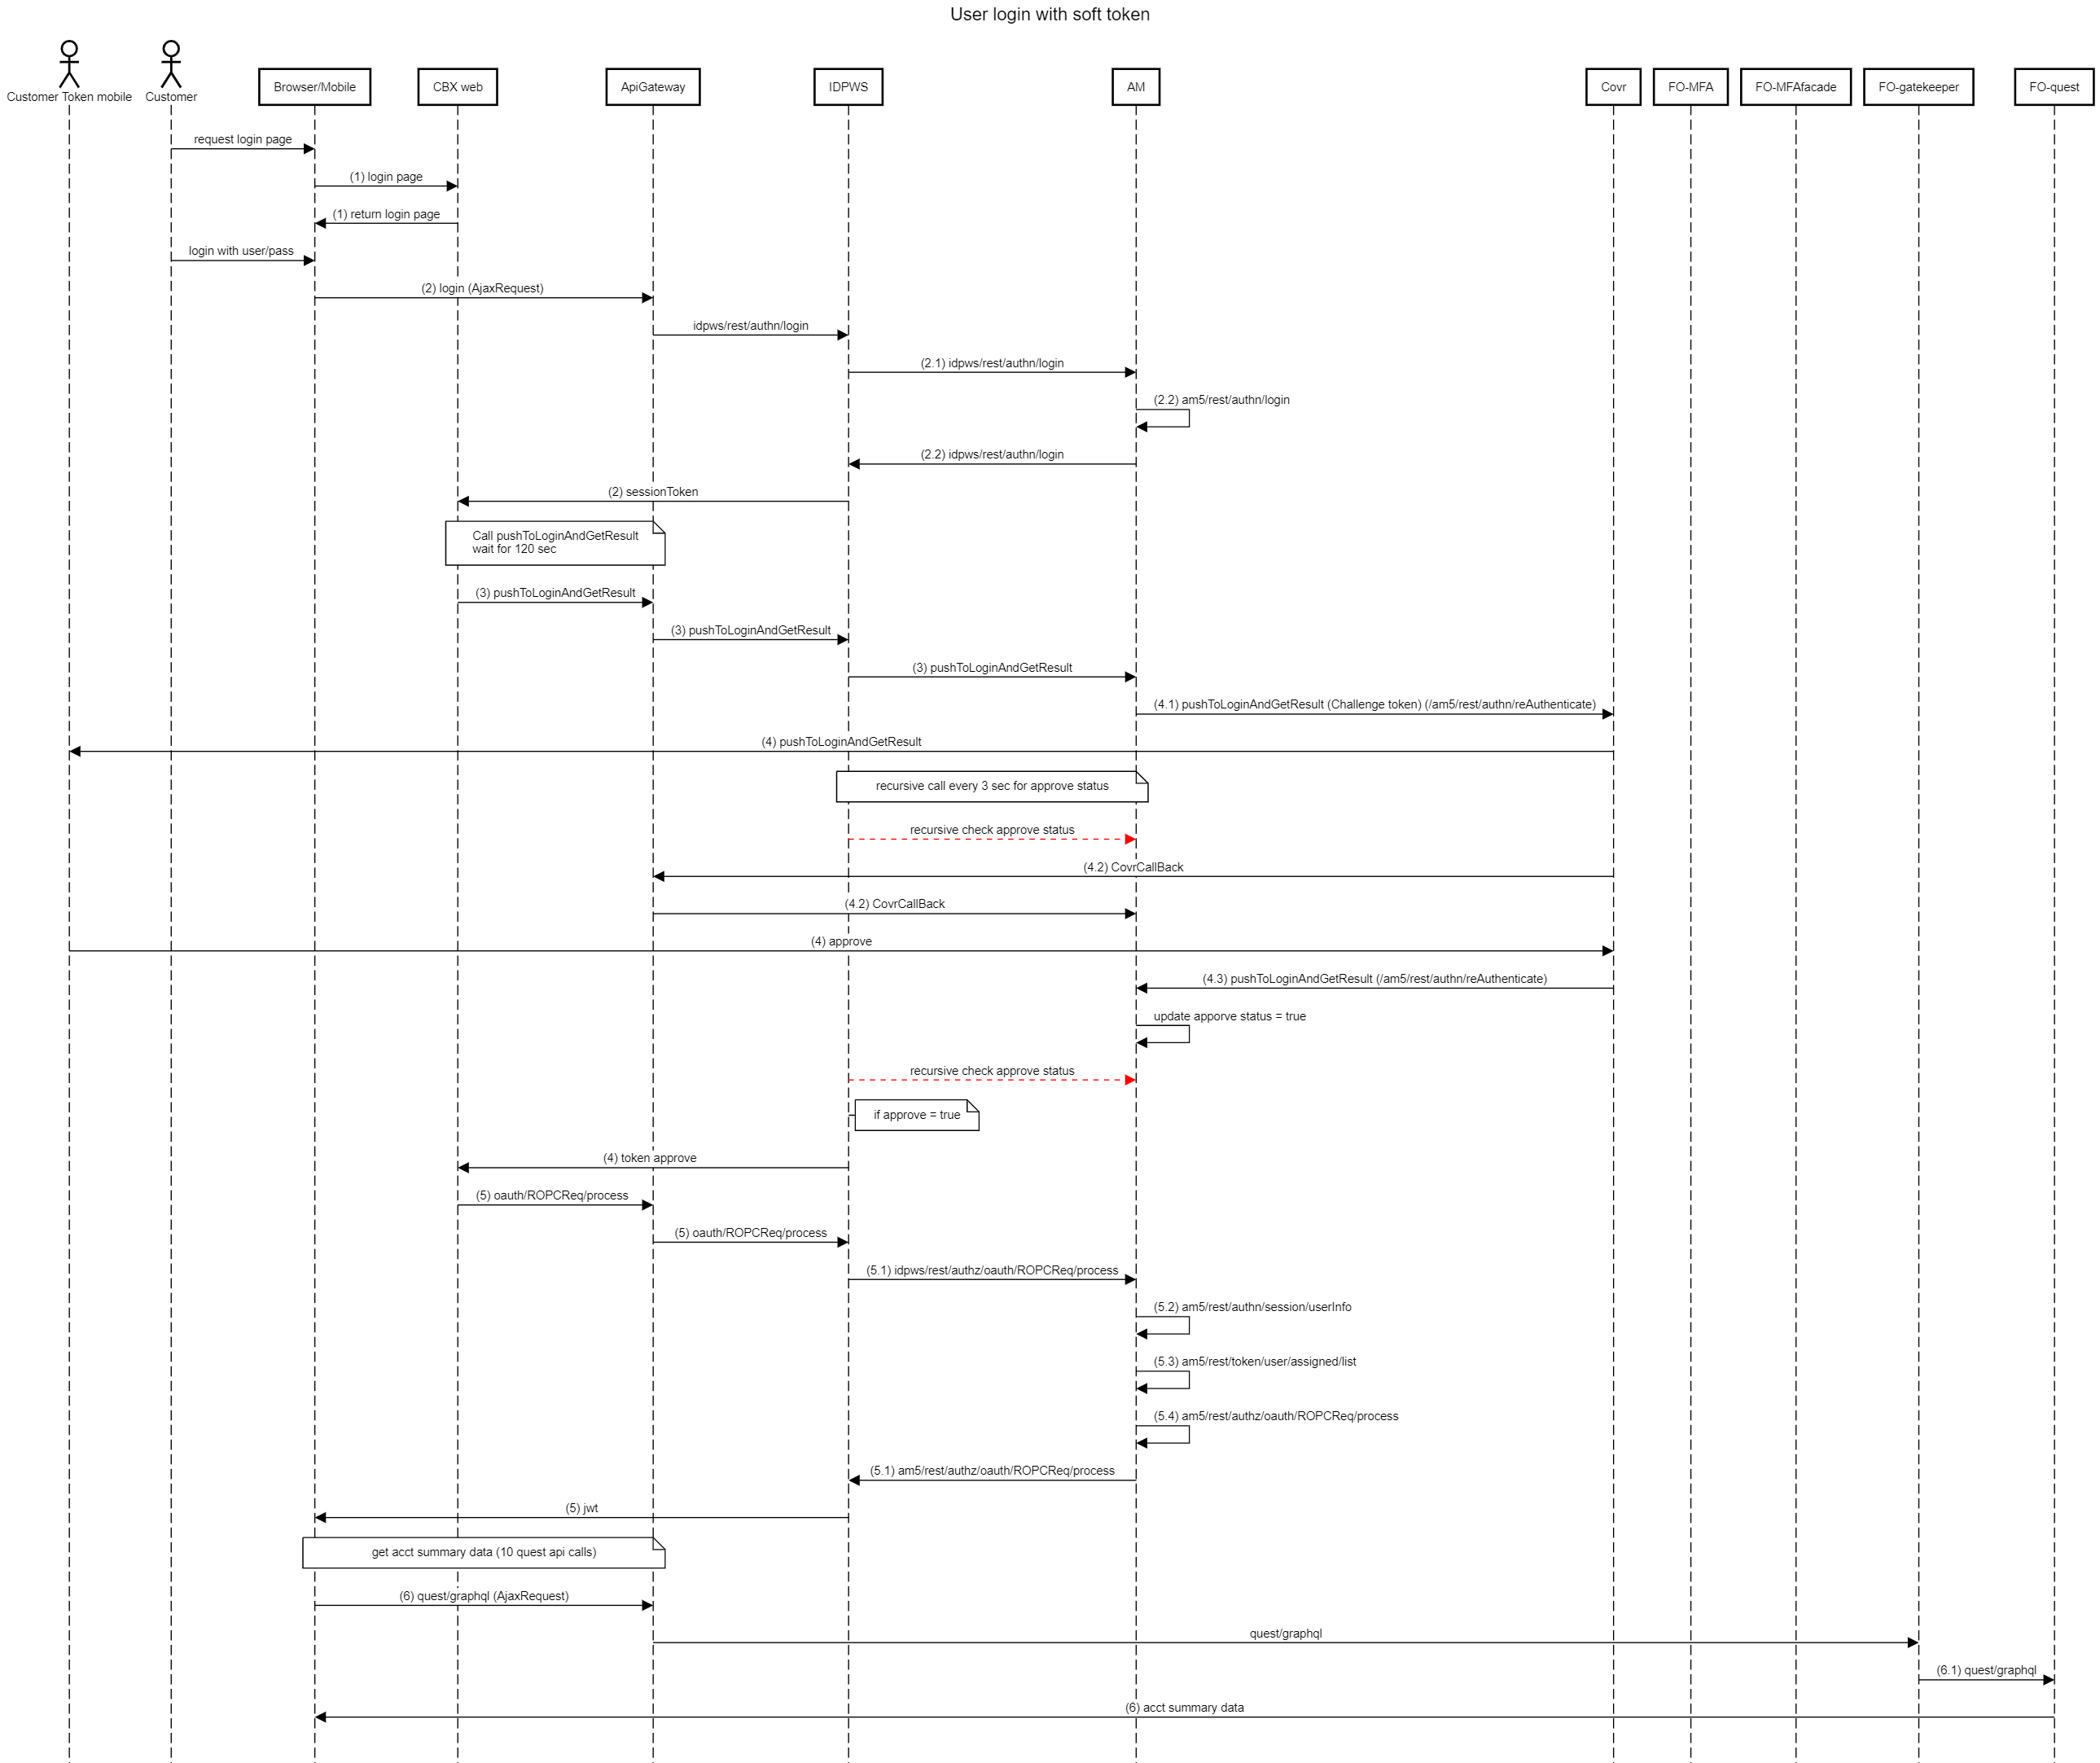 User login with soft token
Customer Token mobile
Customer
Browser/Mobile
CBX web
ApiGateway
IDPWS
AM
Covr
FO-MFA
FO-MFAfacade
FO-gatekeeper
FO-quest
request login page
(1) login page
(1) return login page
login with user/pass
(2) login (AjaxRequest)
idpws/rest/authn/login
(2.1) idpws/rest/authn/login
(2.2) am5/rest/authn/login
(2.2) idpws/rest/authn/login
(2) sessionToken
Call pushToLoginAndGetResult
wait for 120 sec
(3) pushToLoginAndGetResult
(3) pushToLoginAndGetResult
(3) pushToLoginAndGetResult
(4.1) pushToLoginAndGetResult (Challenge token) (/am5/rest/authn/reAuthenticate)
(4) pushToLoginAndGetResult
recursive call every 3 sec for approve status
recursive check approve status
(4.2) CovrCallBack
(4.2) CovrCallBack
(4) approve
(4.3) pushToLoginAndGetResult (/am5/rest/authn/reAuthenticate)
update apporve status = true
recursive check approve status
if approve = true
(4) token approve
(5) oauth/ROPCReq/process
(5) oauth/ROPCReq/process
(5.1) idpws/rest/authz/oauth/ROPCReq/process
(5.2) am5/rest/authn/session/userInfo
(5.3) am5/rest/token/user/assigned/list
(5.4) am5/rest/authz/oauth/ROPCReq/process
(5.1) am5/rest/authz/oauth/ROPCReq/process
(5) jwt
get acct summary data (10 quest api calls)
(6) quest/graphql (AjaxRequest)
quest/graphql
(6.1) quest/graphql
(6) acct summary data